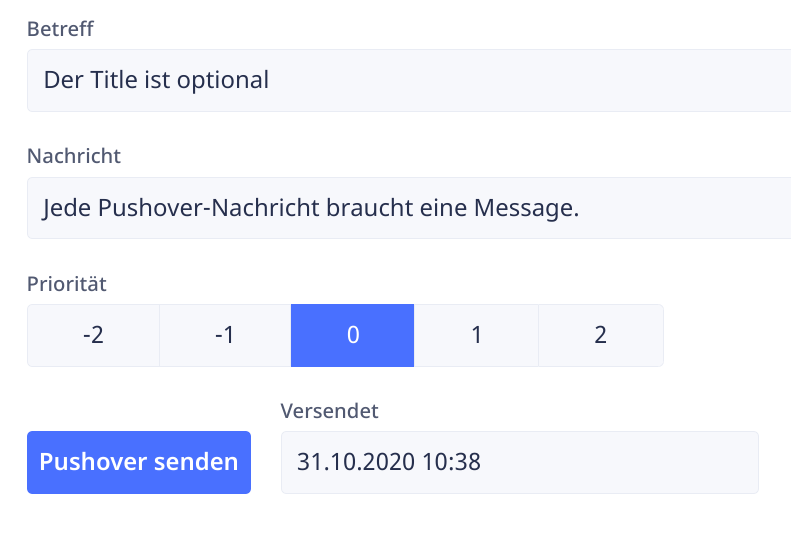 Betreff
Der Title ist optional
Nachricht
Jede Pushover-Nachricht braucht eine Message.
Priorität
-2 -1 0 1 2
Versendet
Pushover senden 31.10.2020 10:38